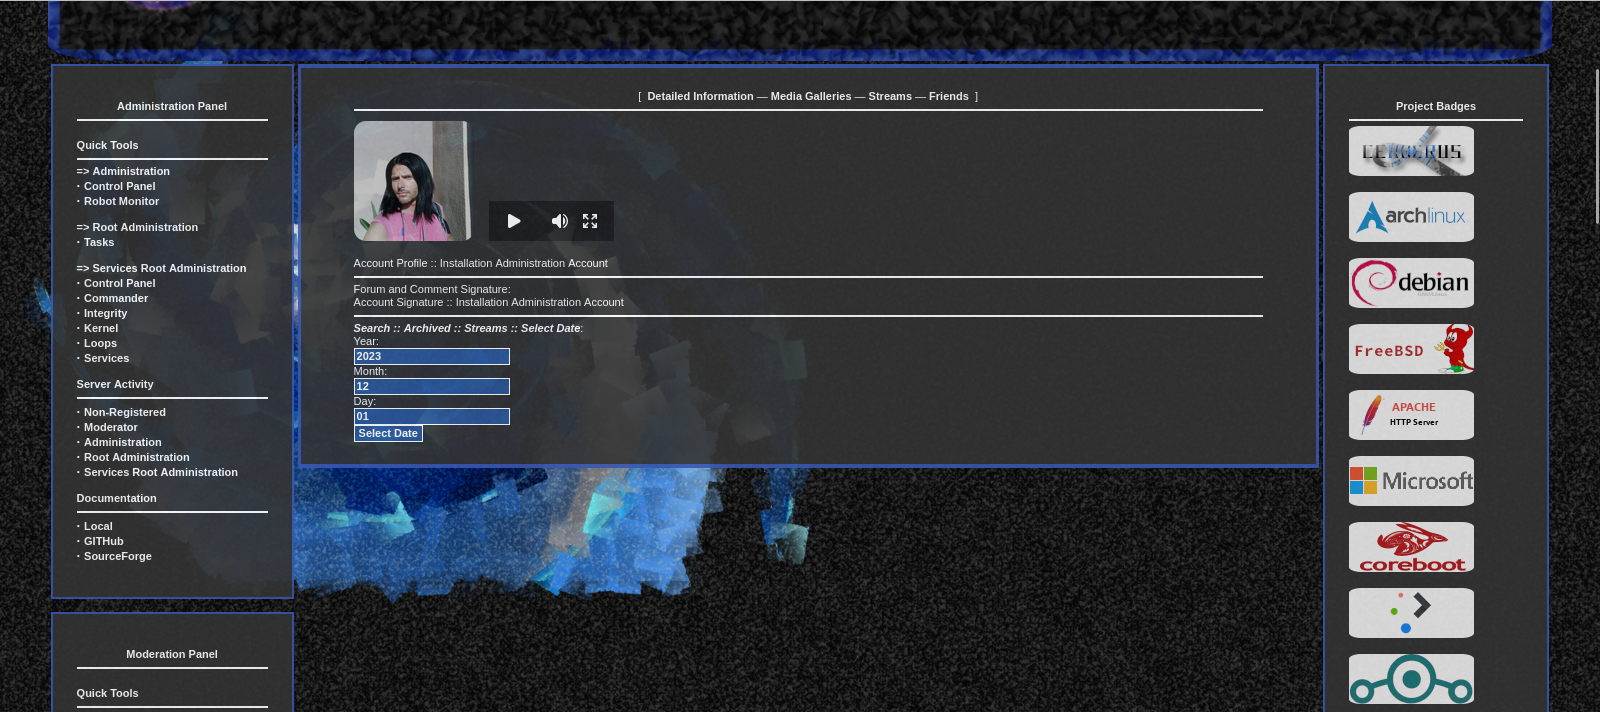 Administration Panel
Quick Tools
=> Administration
· Control Panel
· Robot Monitor
=> Root Administration
· Tasks
=> Services Root Administration
· Control Panel
· Commander
· Integrity
· Kernel
· Loops
· Services
Server Activity
· Non-Registered
· Moderator
· Administration
· Root Administration
· Services Root Administration
Documentation
· Local
· GITHub
· SourceForge
Moderation Panel
Quick Tools
[ Detailed Information — Media Galleries — Streams — Friends ]
Account Profile :: Installation Administration Account
Forum and Comment Signature:
Account Signature :: Installation Administration Account
Search :: Archived :: Streams :: Select Date:
Year:
2023
Month:
12
Day:
01
Select Date
Project Badges
CERBERUS
archlinux
debian
FreeBSD
APACHE
HTTP Server
Microsoft
coreboot